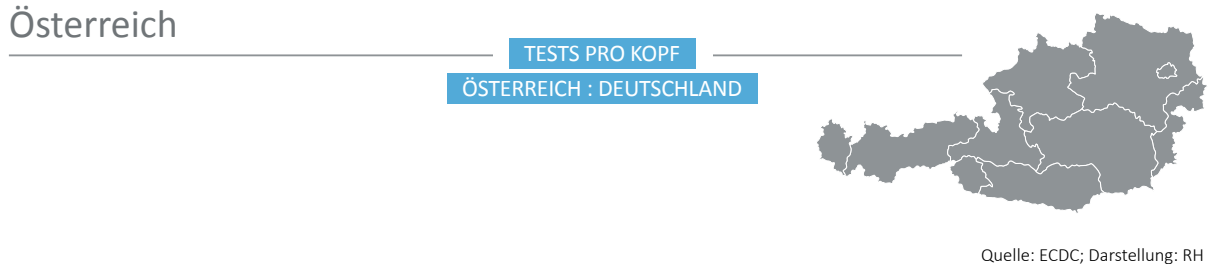 Österreich
TESTS PRO KOPF
ÖSTERREICH : DEUTSCHLAND
Quelle: ECDC; Darstellung: RH